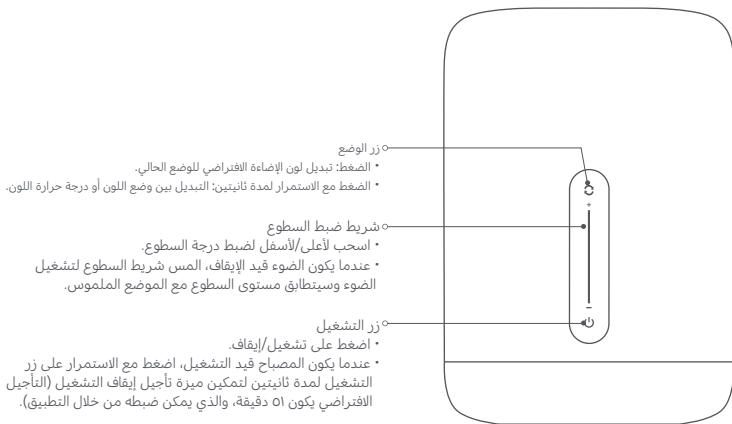 زر الوضع
• الضغط: تبديل لون الإضاءة الافتراضي للوضع الحالي.
• الضغط مع الاستمرار لمدة ثانيتين: التبديل بين وضع اللون أو درجة حرارة اللون.
شريط ضبط السطوع
• اسحب لأعلى/لأسفل لضبط درجة السطوع.
• عندما يكون الضوء قيد الإيقاف، المس شريط السطوع لتشغيل
الضوء وسيتطابق مستوى السطوع مع الموضع الملموس.
زر التشغيل
• اضغط على تشغيل/إيقاف.
• عندما يكون المصباح قيد التشغيل، اضغط مع الاستمرار على زر
التشغيل لمدة ثانيتين لتمكين ميزة تأجيل إيقاف التشغيل (التأجيل
الافتراضي يكون ٥١ دقيقة، والذي يمكن ضبطه من خلال التطبيق).
+
−